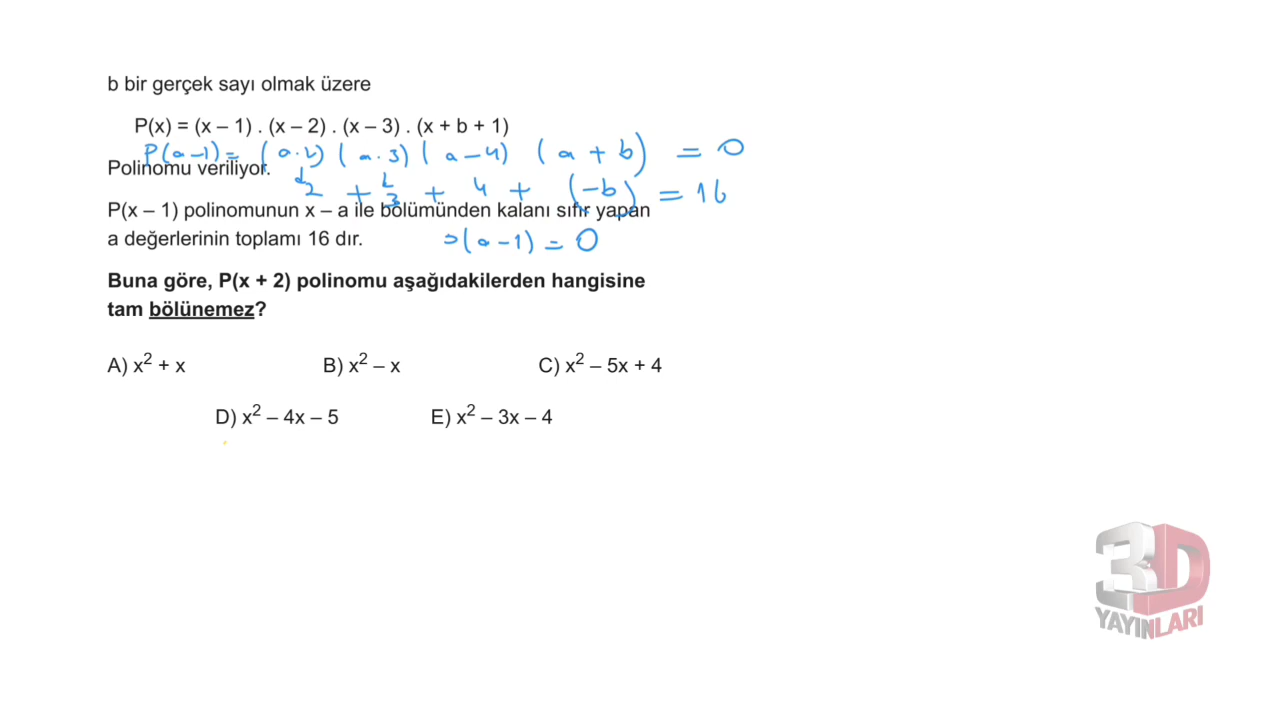 b bir gerçek sayı olmak üzere
P(x) = (x – 1) . (x – 2) . (x – 3) . (x + b + 1)
P(a-1) = (a-2) (a-3) (a-4) (a+b) = 0
Polinomu veriliyor.
2 + 3 + 4 + (-b) = 16
P(x – 1) polinomunun x – a ile bölümünden kalanı sıfır yapan
a değerlerinin toplamı 16 dır.
P(a-1) = 0
Buna göre, P(x + 2) polinomu aşağıdakilerden hangisine
tam bölünemez?
A) x² + x B) x² – x C) x² – 5x + 4
D) x² – 4x – 5 E) x² – 3x – 4
3D
YAYINLARI